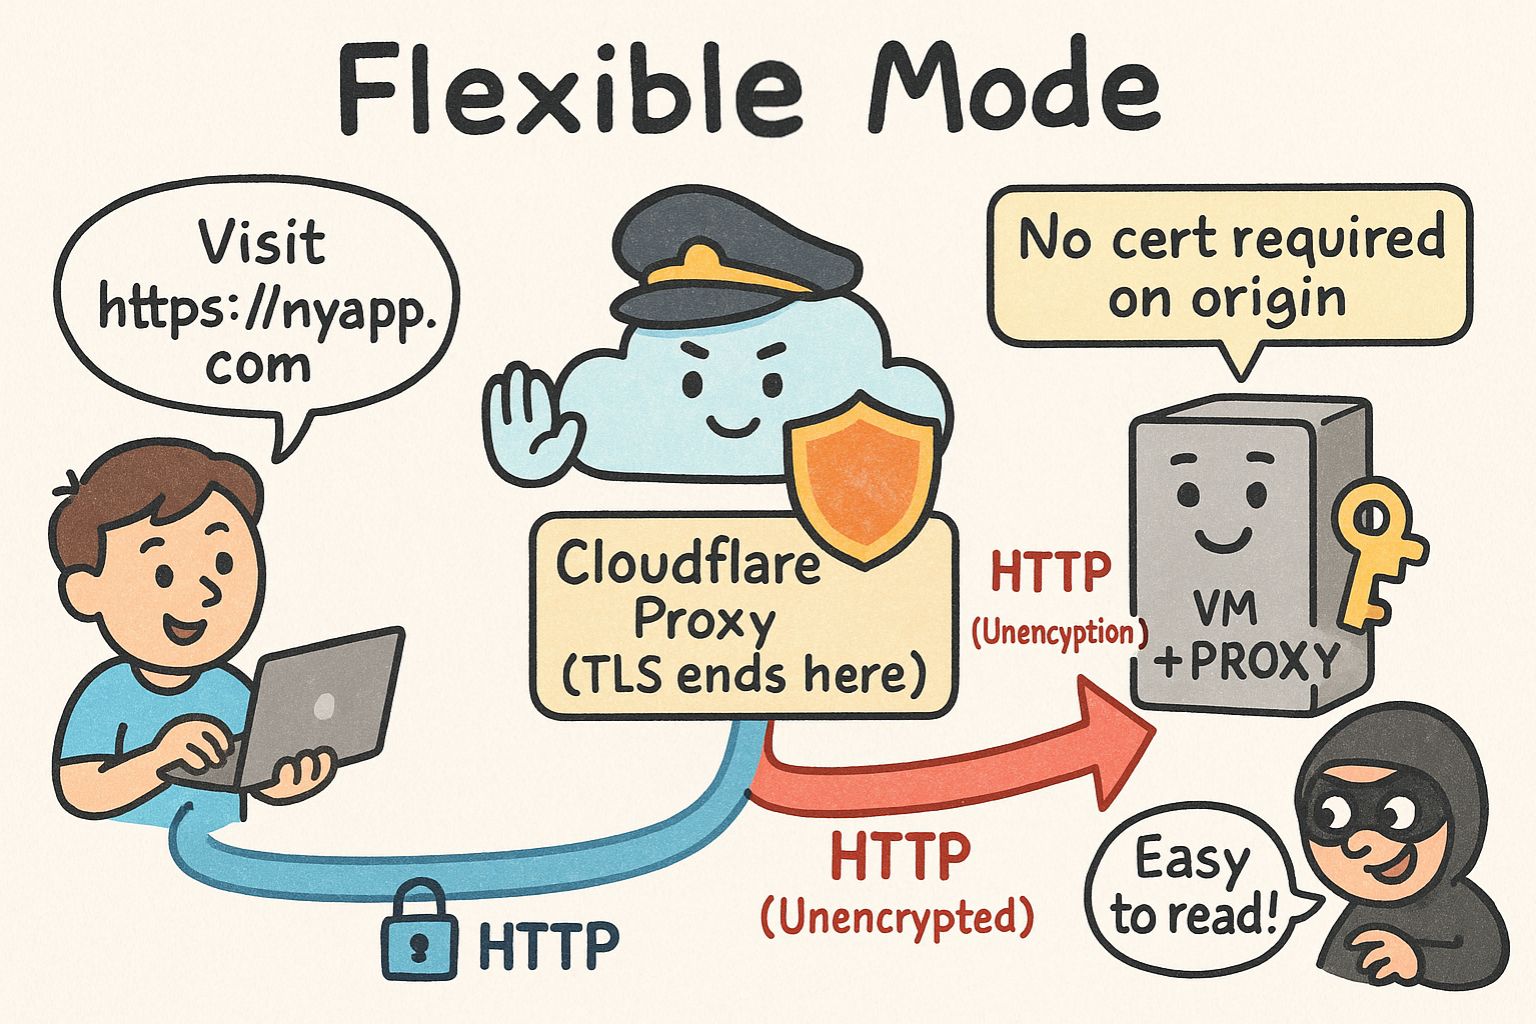 Flexible Mode
Visit
https://nyapp.
com
No cert required
on origin
Cloudflare
Proxy
(TLS ends here)
HTTP
(Unencyption)
VM
+PROXY
HTTP
(Unencrypted)
Easy
to read!
HTTP